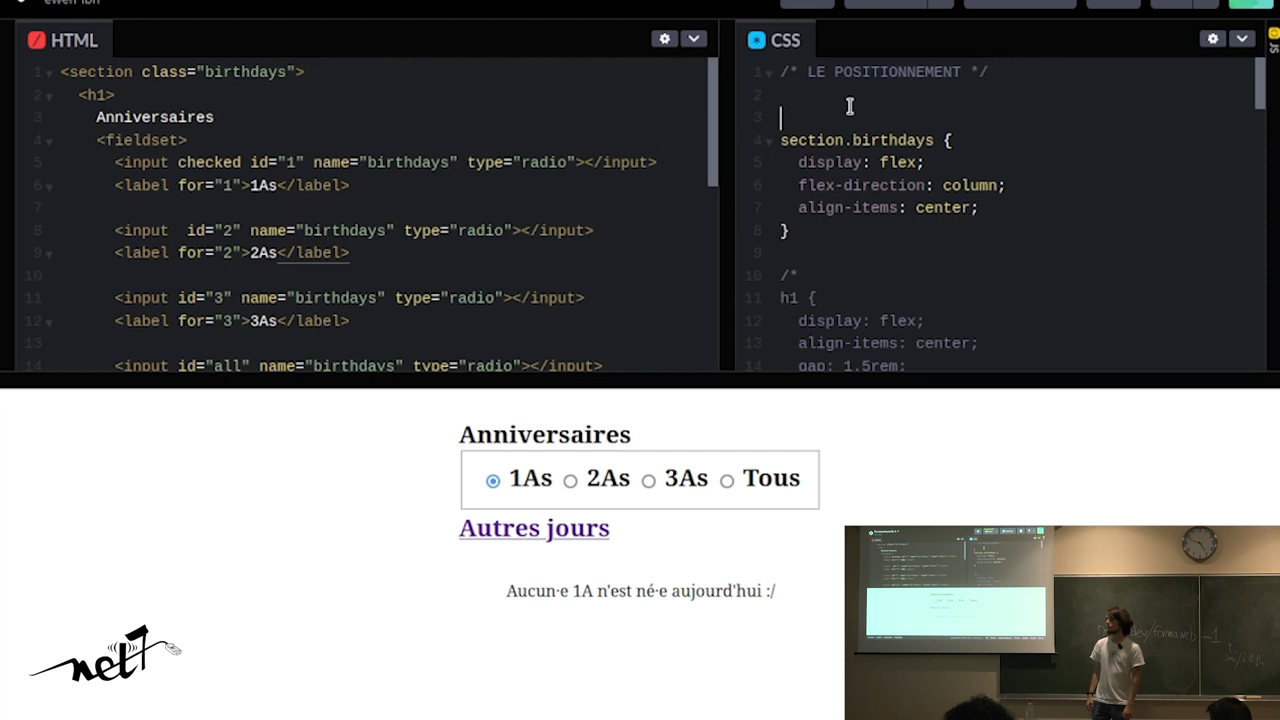 ewen-lbh
HTML
1 <section class="birthdays">
2 <h1>
3 Anniversaires
4 <fieldset>
5 <input checked id="1" name="birthdays" type="radio"></input>
6 <label for="1">1As</label>
7
8 <input  id="2" name="birthdays" type="radio"></input>
9 <label for="2">2As</label>
10
11 <input id="3" name="birthdays" type="radio"></input>
12 <label for="3">3As</label>
13
14 <input id="all" name="birthdays" type="radio"></input>
CSS
1 /* LE POSITIONNEMENT */
2
3
4 section.birthdays {
5 display: flex;
6 flex-direction: column;
7 align-items: center;
8 }
9
10 /*
11 h1 {
12 display: flex;
13 align-items: center;
14 gap: 1.5rem;
JS
Anniversaires
1As 2As 3As Tous
Autres jours
Aucun·e 1A n'est né·e aujourd'hui :/
net7